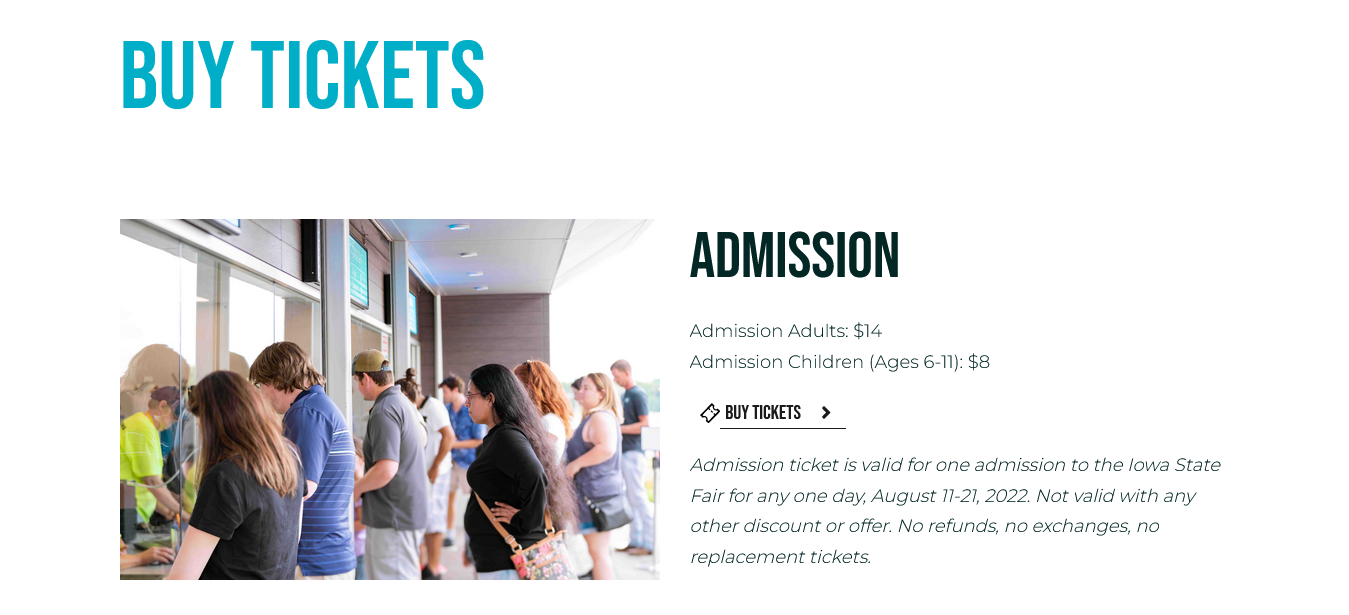 BUY TICKETS
ADMISSION
Admission Adults: $14
Admission Children (Ages 6-11): $8
BUY TICKETS
Admission ticket is valid for one admission to the Iowa State
Fair for any one day, August 11-21, 2022. Not valid with any
other discount or offer. No refunds, no exchanges, no
replacement tickets.